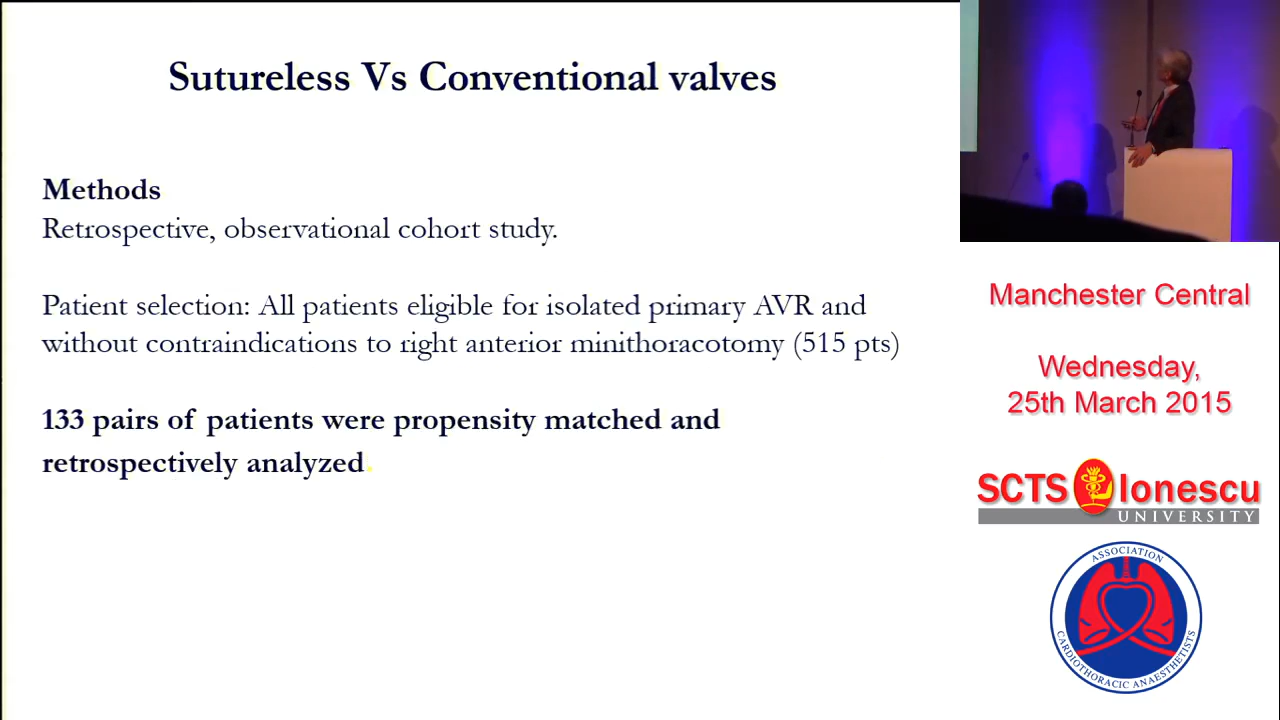 Sutureless Vs Conventional valves
Methods
Retrospective, observational cohort study.
Patient selection: All patients eligible for isolated primary AVR and
without contraindications to right anterior minithoracotomy (515 pts)
133 pairs of patients were propensity matched and
retrospectively analyzed.
Manchester Central
Wednesday,
25th March 2015
SCTS Ionescu
UNIVERSITY
ASSOCIATION
CARDIOTHORACIC ANAESTHETISTS